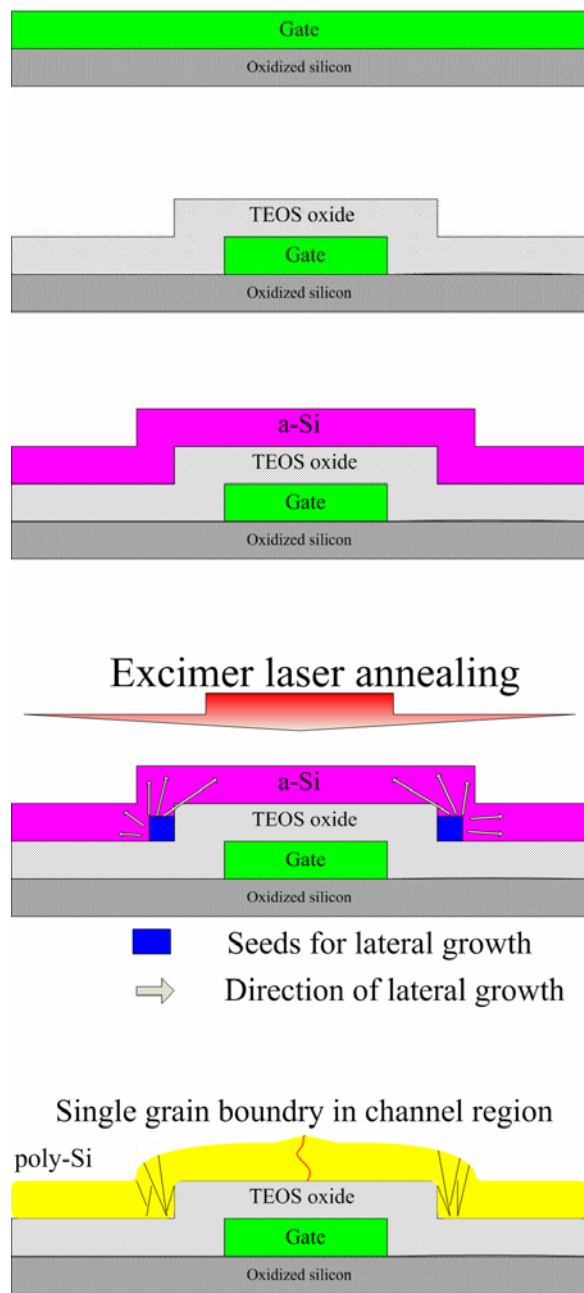 Gate
Oxidized silicon
TEOS oxide
Gate
Oxidized silicon
a-Si
TEOS oxide
Gate
Oxidized silicon
Excimer laser annealing
a-Si
TEOS oxide
Gate
Oxidized silicon
Seeds for lateral growth
Direction of lateral growth
Single grain boundry in channel region
poly-Si
TEOS oxide
Gate
Oxidized silicon